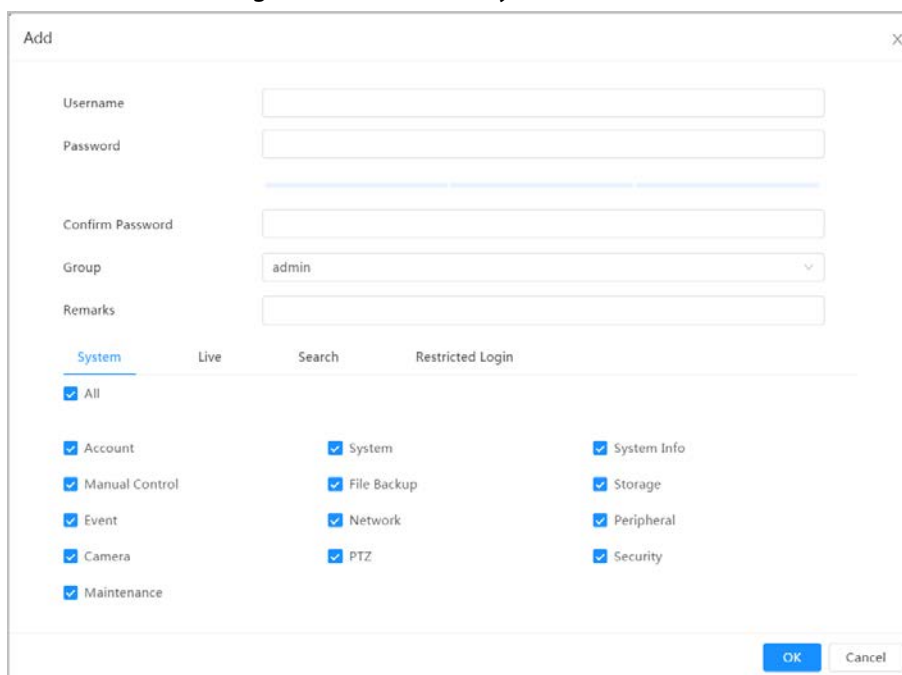 Add
Username
Password
Confirm Password
Group admin
Remarks
System Live Search Restricted Login
All
Account System System Info
Manual Control File Backup Storage
Event Network Peripheral
Camera PTZ Security
Maintenance
OK Cancel